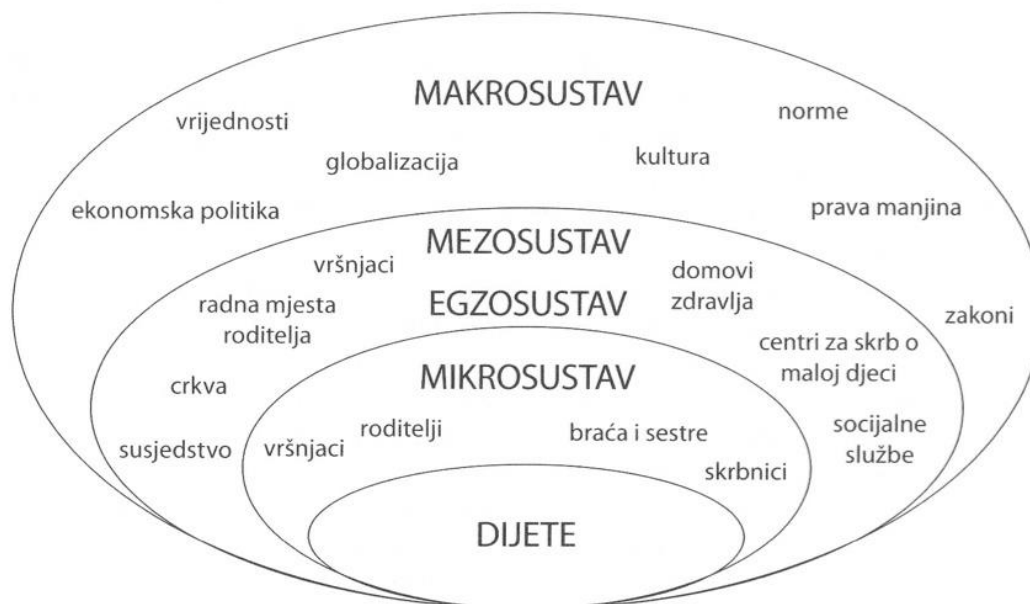 MAKROSUSTAV
norme
vrijednosti
globalizacija
kultura
ekonomska politika
prava manjina
MEZOSUSTAV
vršnjaci
domovi
zdravlja
radna mjesta
roditelja
EGZOSUSTAV
zakoni
centri za skrb o
maloj djeci
crkva
MIKROSUSTAV
susjedstvo
vršnjaci
roditelji
braća i sestre
skrbnici
socijalne
službe
DIJETE